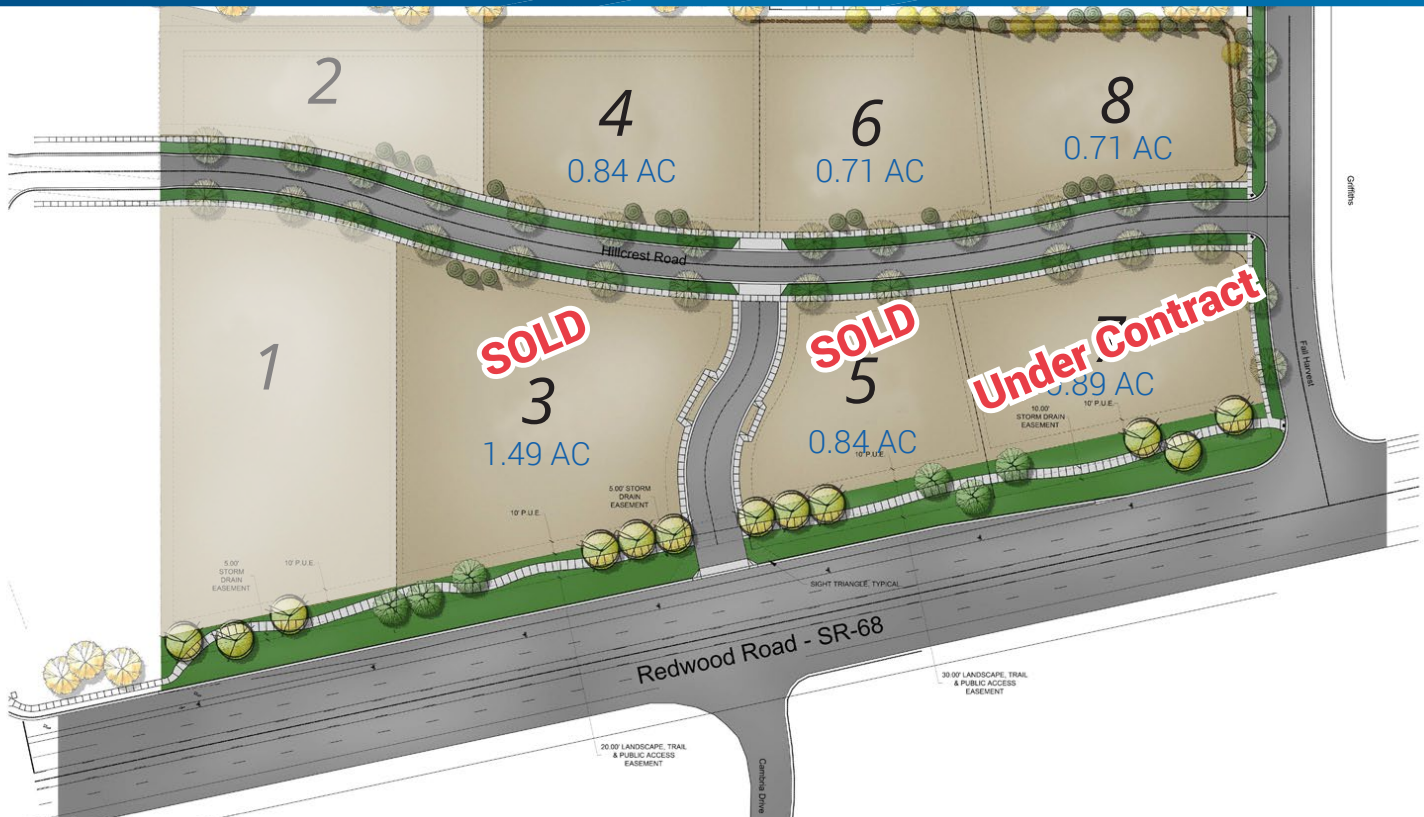 2
4
0.84 AC
6
0.71 AC
8
0.71 AC
Griffiths
Hillcrest Road
1
SOLD
3
1.49 AC
SOLD
5
0.84 AC
10' P.U.E.
Under Contract
7
0.89 AC
10' P.U.E.
10.00'
STORM DRAIN
EASEMENT
Fall Harvest
5.00' STORM
DRAIN
EASEMENT
10' P.U.E.
5.00'
STORM
DRAIN
EASEMENT
10' P.U.E.
SIGHT TRIANGLE, TYPICAL
Redwood Road - SR-68
30.00' LANDSCAPE, TRAIL
& PUBLIC ACCESS
EASEMENT
20.00' LANDSCAPE, TRAIL
& PUBLIC ACCESS
EASEMENT
Cambria Drive